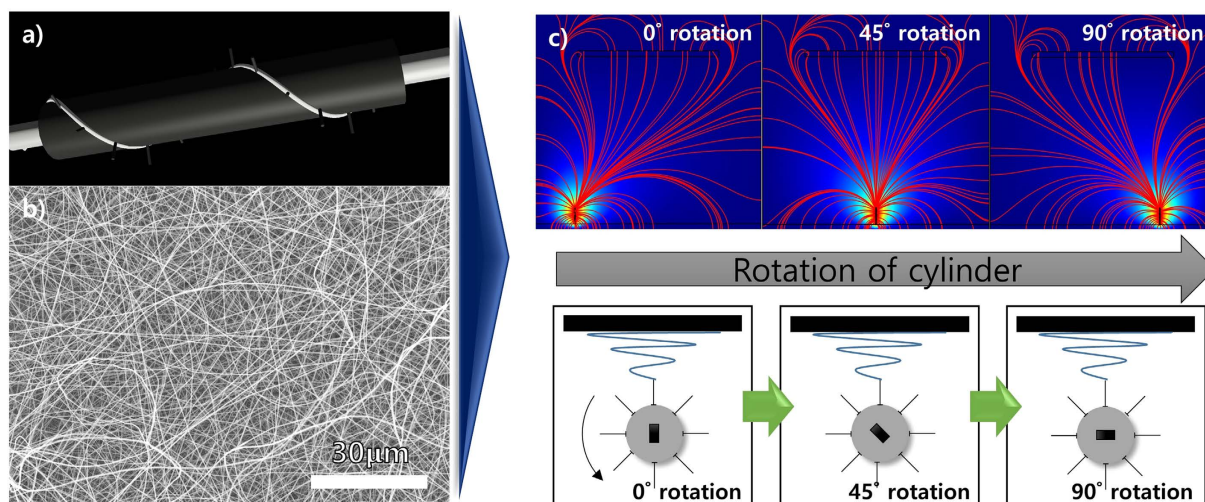 a)
b)
30μm
c)
0° rotation
45° rotation
90° rotation
Rotation of cylinder
0° rotation
45° rotation
90° rotation